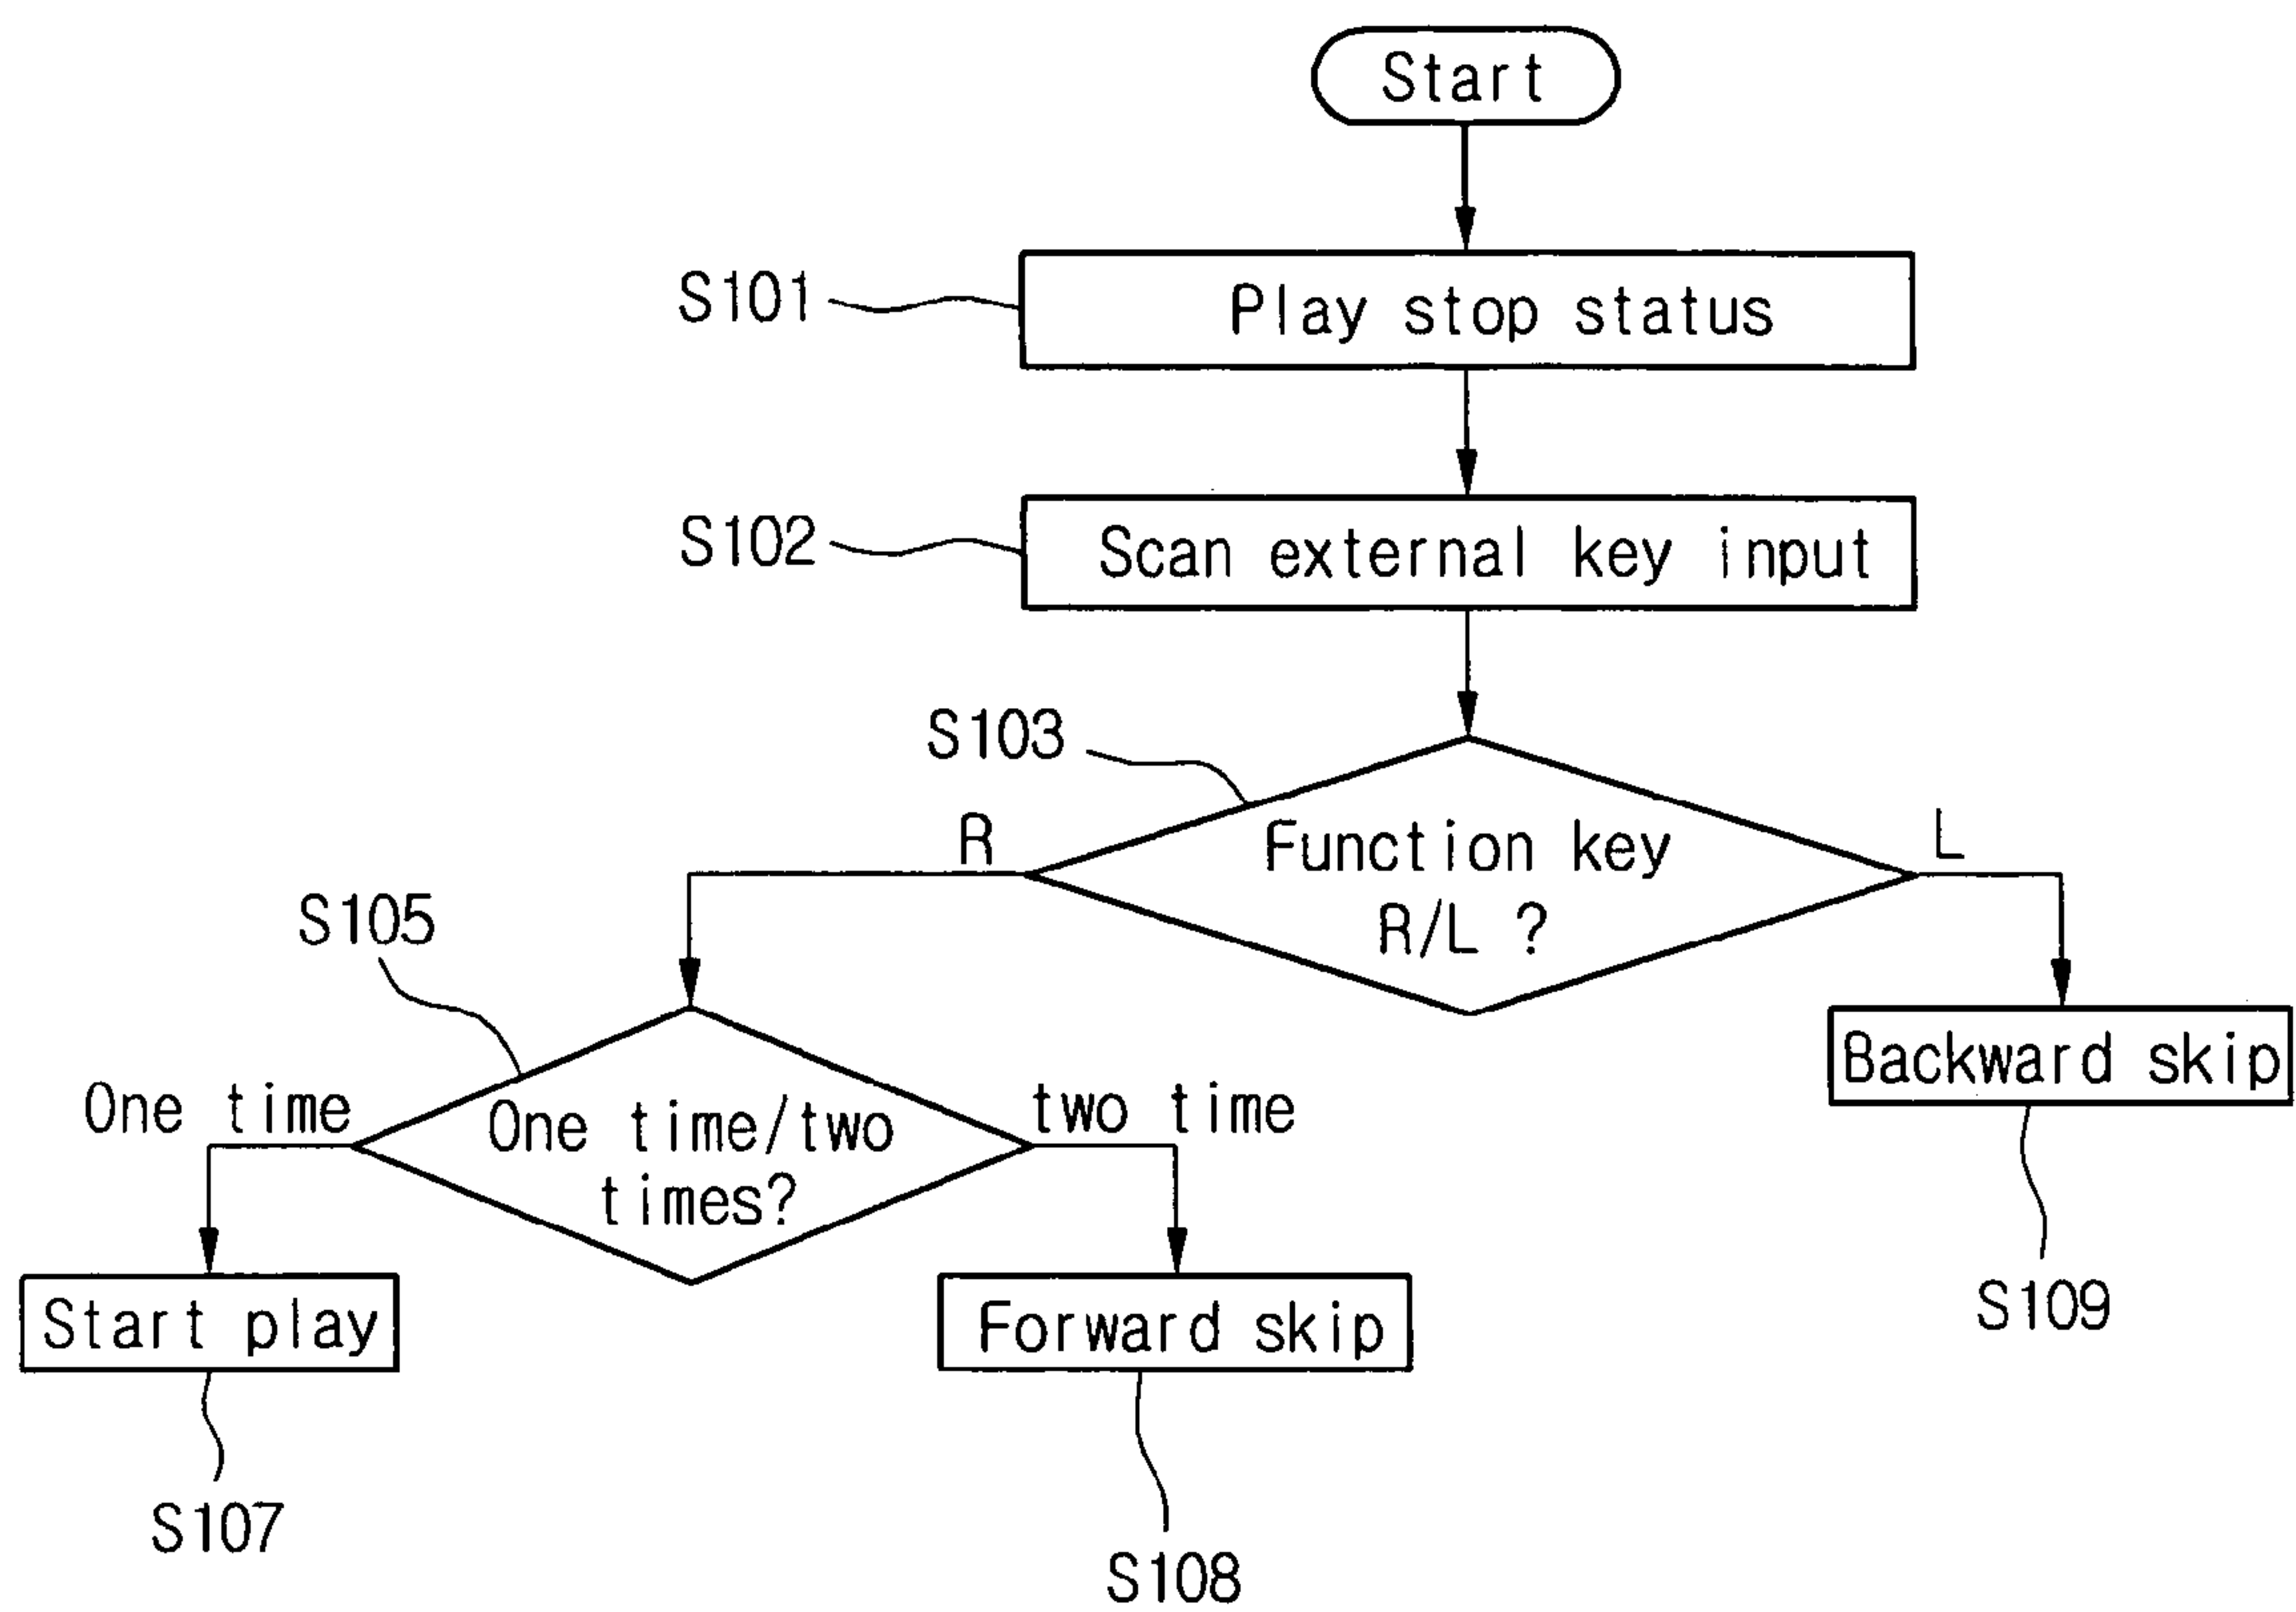 Start
S101
Play stop status
S102
Scan external key input
S103
R
Function key
R/L ?
L
S105
Backward skip
One time
One time/two
times?
two time
S109
Start play
Forward skip
S107
S108